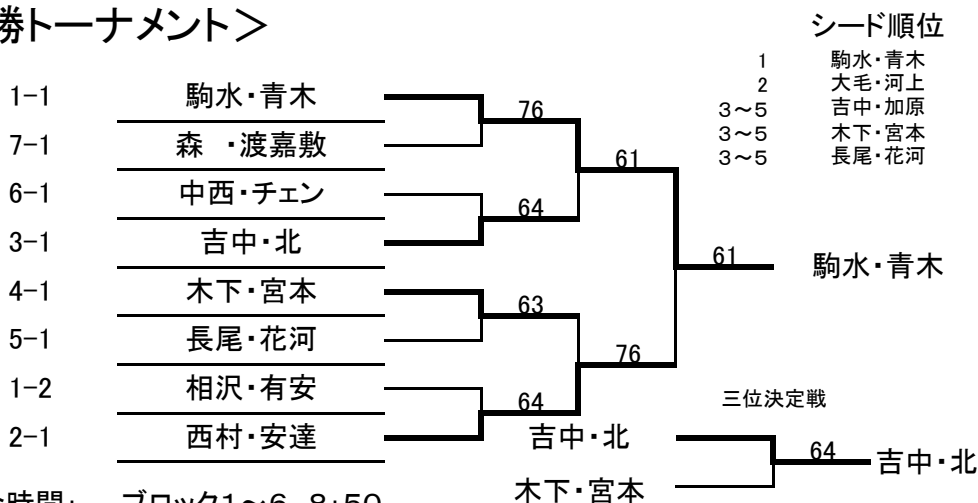 勝トーナメント＞
シード順位
1 駒水・青木
2 大毛・河上
3～5 吉中・加原
3～5 木下・宮本
3～5 長尾・花河
1-1 駒水・青木
76
7-1 森　・渡嘉敷
61
6-1 中西・チェン
64
3-1 吉中・北
61 駒水・青木
4-1 木下・宮本
63
5-1 長尾・花河
76
1-2 相沢・有安
64
三位決定戦
2-1 西村・安達
吉中・北
64 吉中・北
木下・宮本
ブロック1～6 8:50